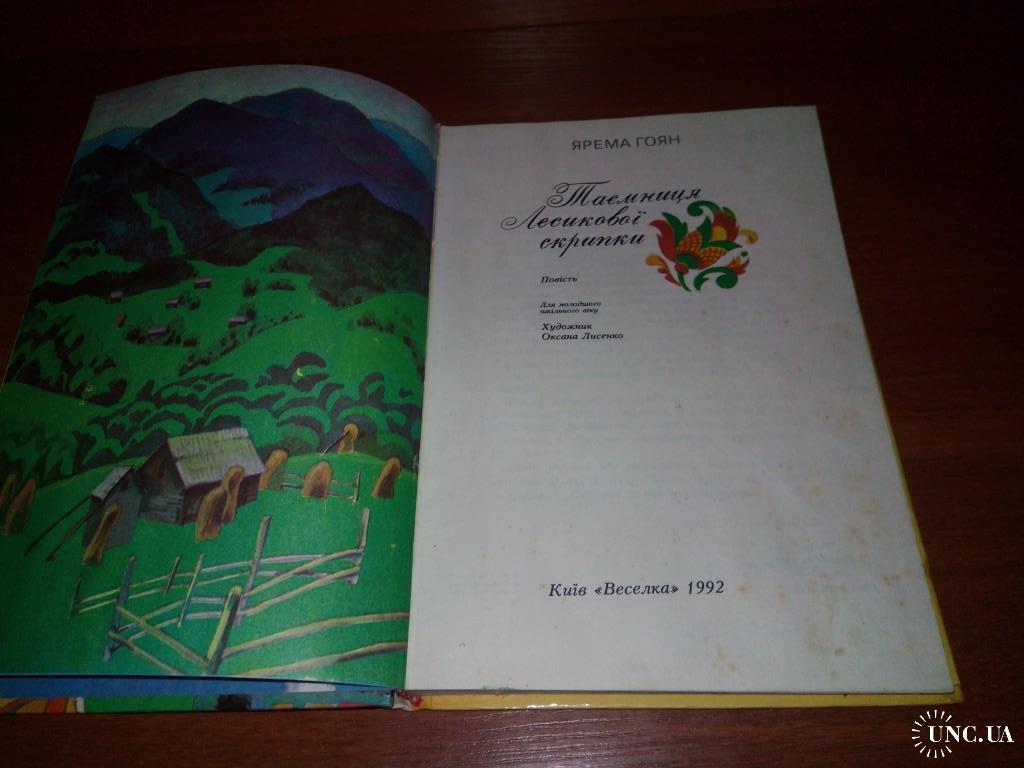 ЯРЕМА ГОЯН
Таємниця
Лесикової
скрипки
Повість
Для молодшого
шкільного віку
Художник
Оксана Лисенко
Київ «Веселка» 1992
UNC.UA